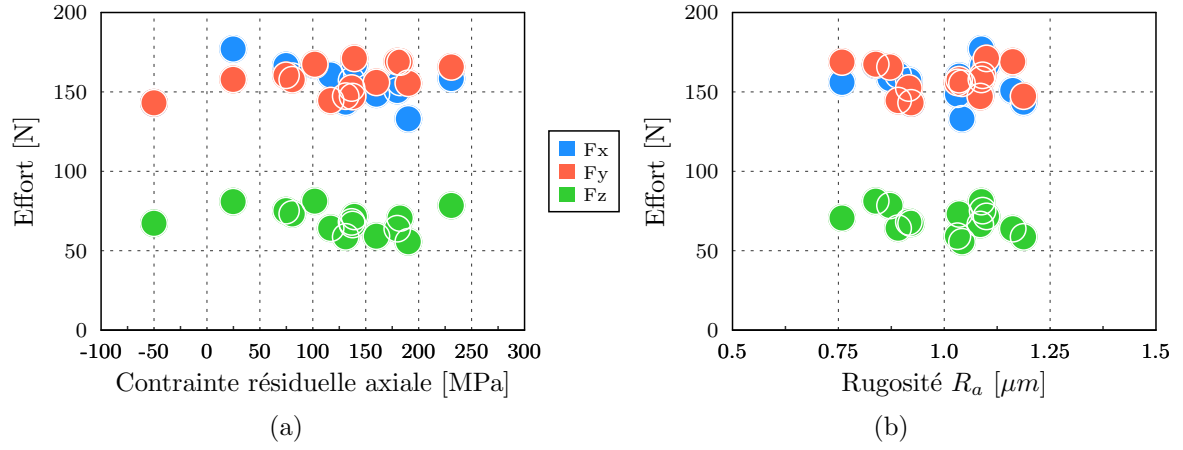 200
150
100
50
0
Effort [N]
-100 -50 0 50 100 150 200 250 300
Contrainte résiduelle axiale [MPa]
(a)
Fx
Fy
Fz
200
150
100
50
0
Effort [N]
0.5 0.75 1.0 1.25 1.5
Rugosité Rₐ [μm]
(b)